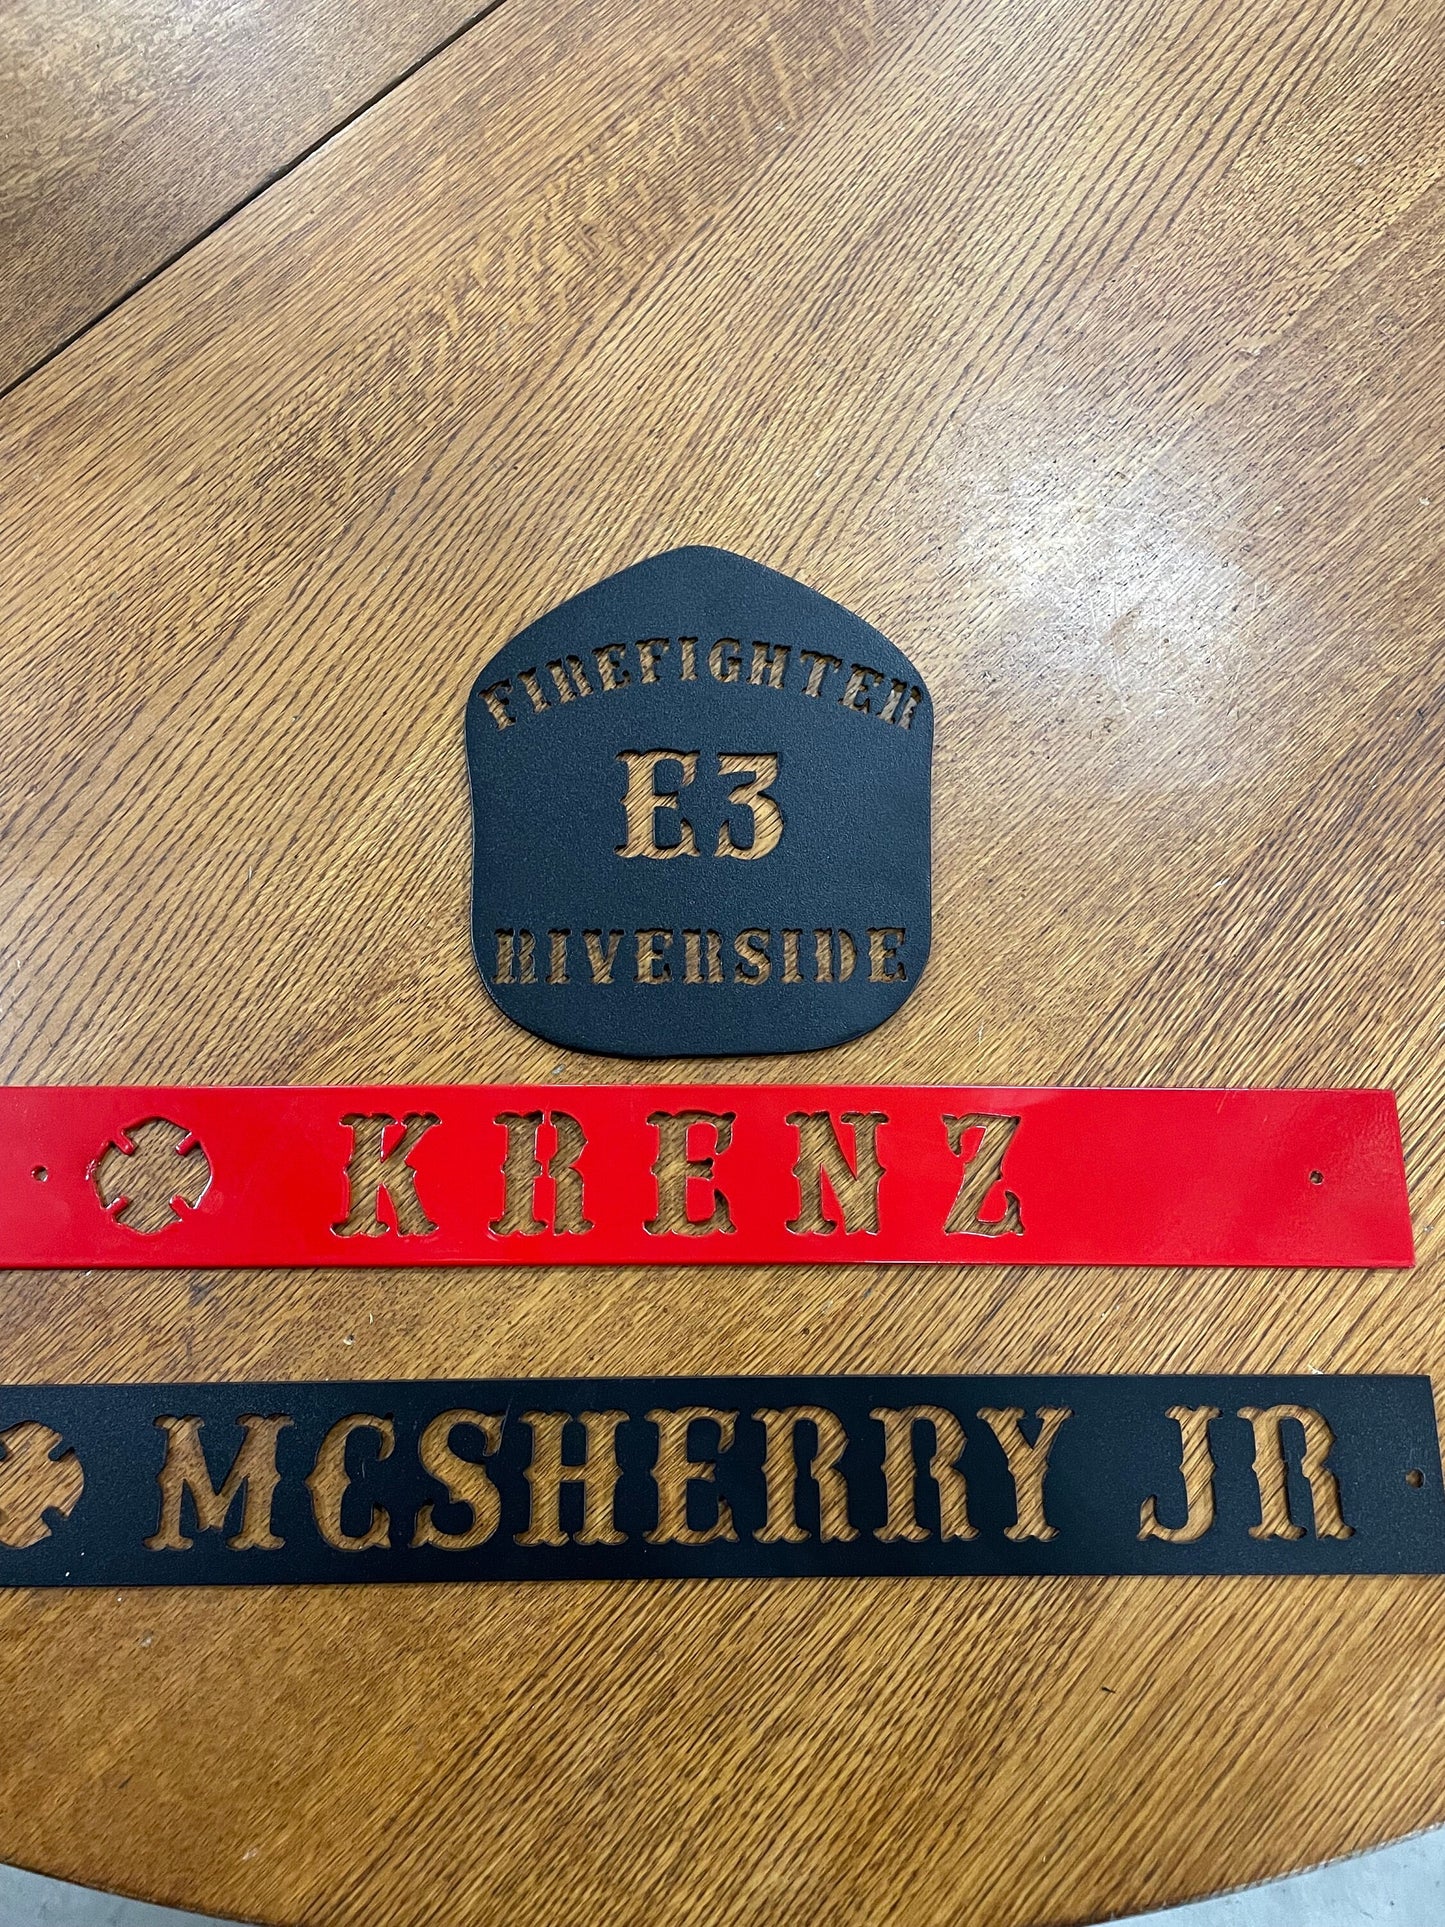 FIREFIGHTER
E3
RIVERSIDE
KRENZ
MCSHERRY JR